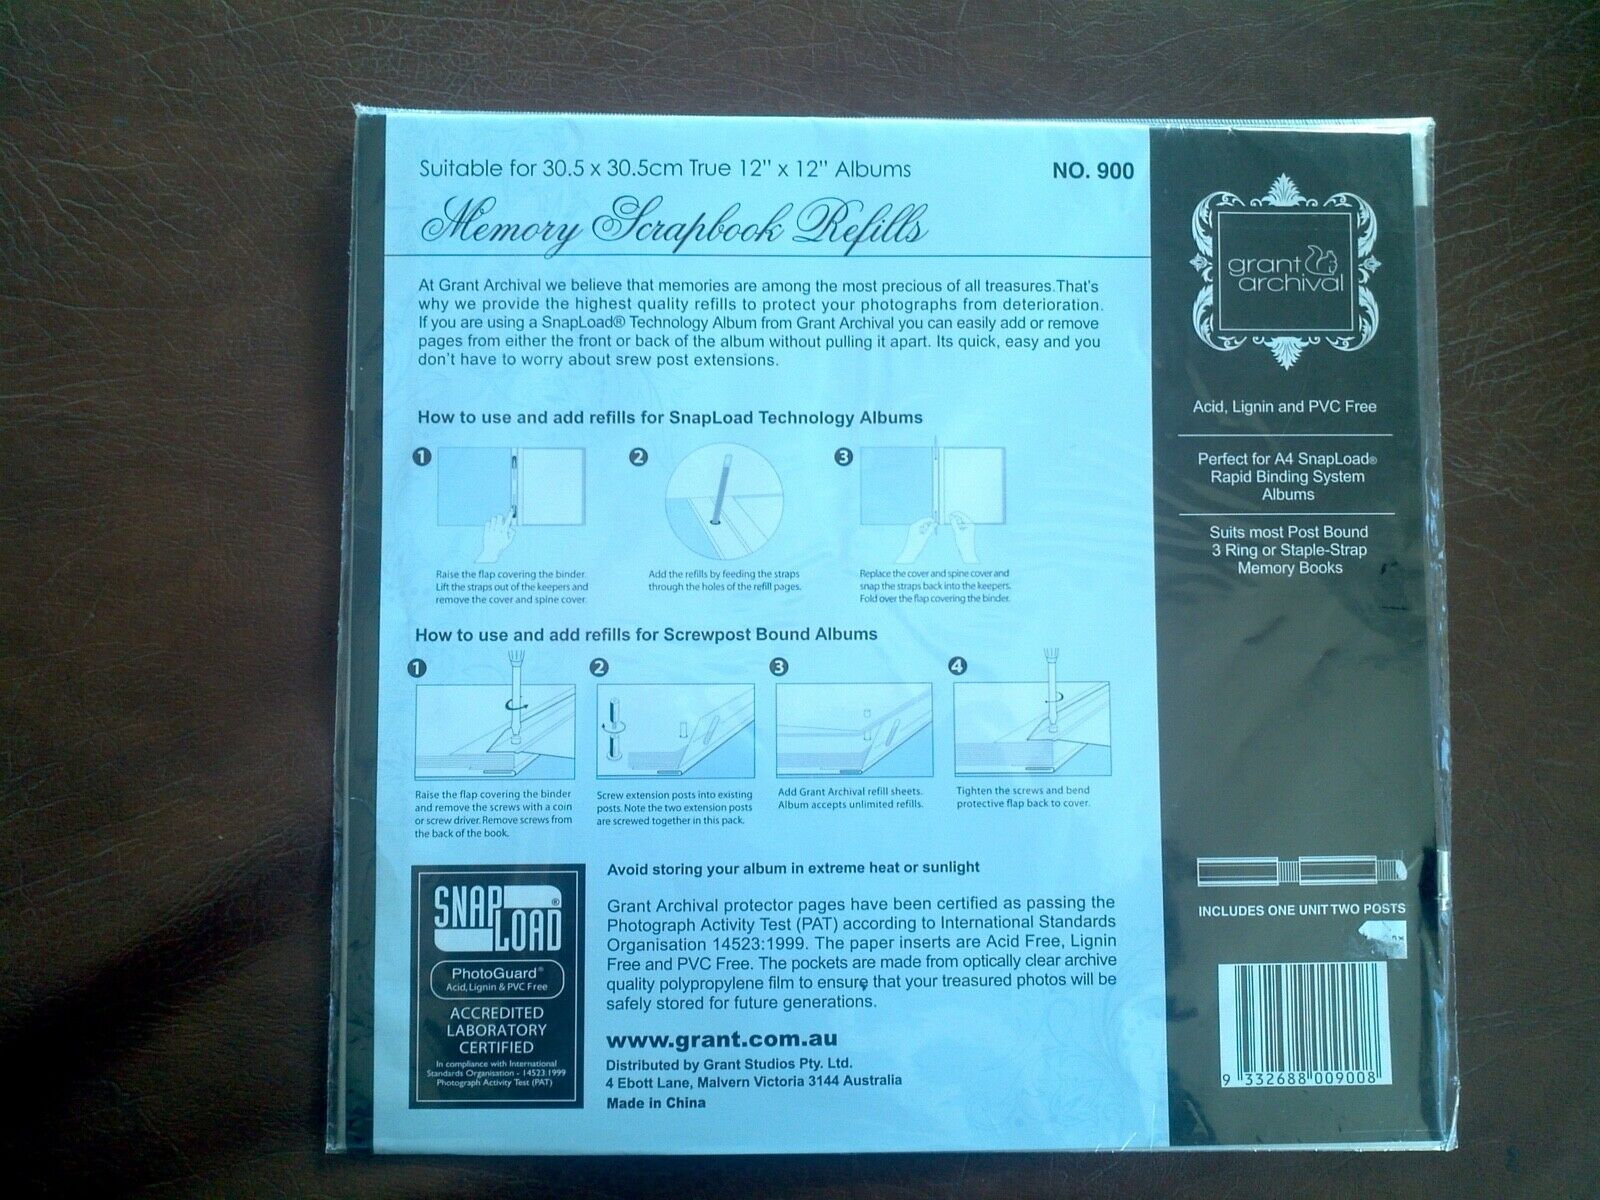 Suitable for 30.5 x 30.5cm True 12" x 12" Albums
NO. 900
Memory Scrapbook Refills
At Grant Archival we believe that memories are among the most precious of all treasures.That's
why we provide the highest quality refills to protect your photographs from deterioration.
If you are using a SnapLoad® Technology Album from Grant Archival you can easily add or remove
pages from either the front or back of the album without pulling it apart. Its quick, easy and you
don't have to worry about srew post extensions.
How to use and add refills for SnapLoad Technology Albums
1
2
3
Raise the flap covering the binder.
Lift the straps out of the keepers and
remove the cover and spine cover.
Add the refills by feeding the straps
through the holes of the refill pages.
Replace the cover and spine cover and
snap the straps back into the keepers.
Fold over the flap covering the binder.
How to use and add refills for Screwpost Bound Albums
1
2
3
4
Raise the flap covering the binder
and remove the screws with a coin
or screw driver. Remove screws from
the back of the book.
Screw extension posts into existing
posts. Note the two extension posts
are screwed together in this pack.
Add Grant Archival refill sheets.
Album accepts unlimited refills.
Tighten the screws and bend
protective flap back to cover.
SNAP
LOAD®
PhotoGuard®
Acid, Lignin & PVC Free
ACCREDITED
LABORATORY
CERTIFIED
In compliance with International
Standards Organisation - 14523:1999
Photograph Activity Test (PAT)
Avoid storing your album in extreme heat or sunlight
Grant Archival protector pages have been certified as passing the
Photograph Activity Test (PAT) according to International Standards
Organisation 14523:1999. The paper inserts are Acid Free, Lignin
Free and PVC Free. The pockets are made from optically clear archive
quality polypropylene film to ensure that your treasured photos will be
safely stored for future generations.
www.grant.com.au
Distributed by Grant Studios Pty. Ltd.
4 Ebott Lane, Malvern Victoria 3144 Australia
Made in China
grant
archival
Acid, Lignin and PVC Free
Perfect for A4 SnapLoad®
Rapid Binding System
Albums
Suits most Post Bound
3 Ring or Staple-Strap
Memory Books
INCLUDES ONE UNIT TWO POSTS
9 332688 009008